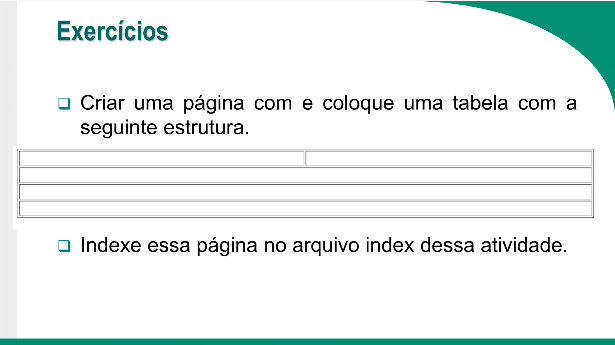 Exercícios
Criar uma página com e coloque uma tabela com a
seguinte estrutura.
Indexe essa página no arquivo index dessa atividade.